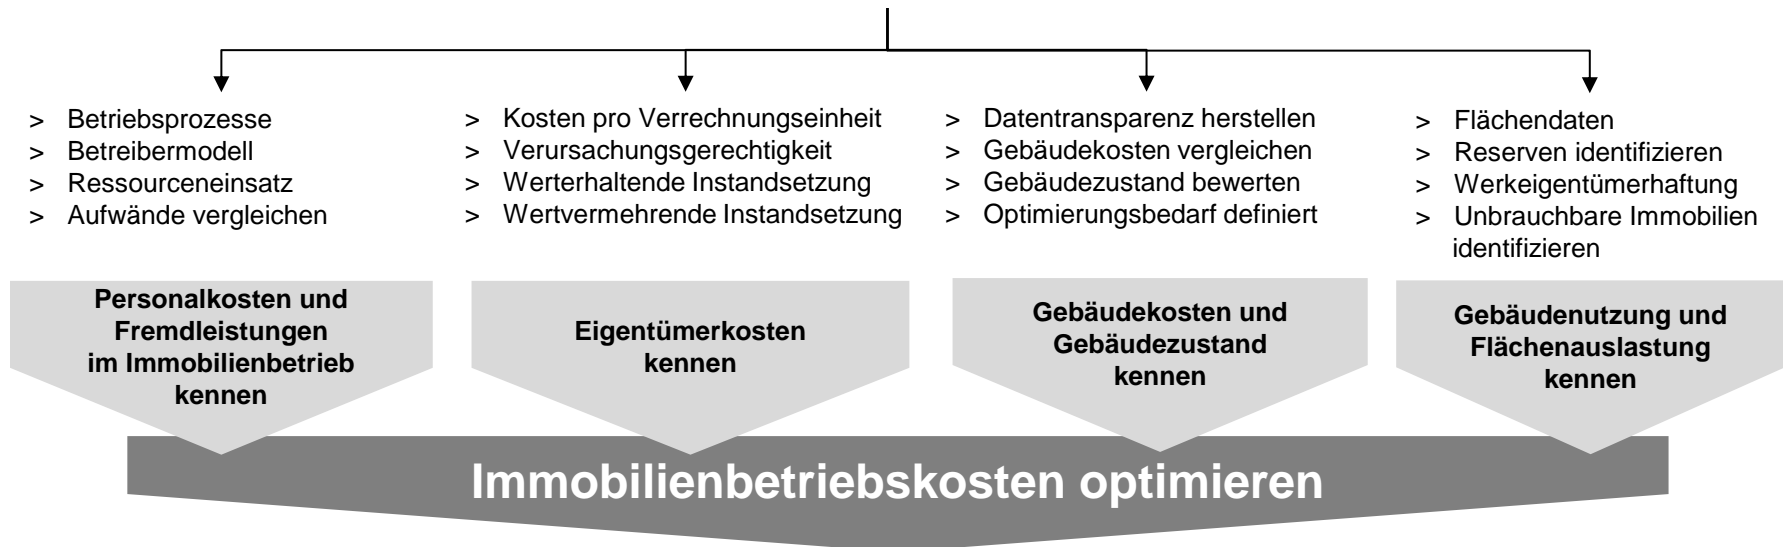 > Betriebsprozesse
> Betreibermodell
> Ressourceneinsatz
> Aufwände vergleichen
> Kosten pro Verrechnungseinheit
> Verursachungsgerechtigkeit
> Werterhaltende Instandsetzung
> Wertvermehrende Instandsetzung
> Datentransparenz herstellen
> Gebäudekosten vergleichen
> Gebäudezustand bewerten
> Optimierungsbedarf definiert
> Flächendaten
> Reserven identifizieren
> Werkeigentümerhaftung
> Unbrauchbare Immobilien
identifizieren
Personalkosten und
Fremdleistungen
im Immobilienbetrieb
kennen
Eigentümerkosten
kennen
Gebäudekosten und
Gebäudezustand
kennen
Gebäudenutzung und
Flächenauslastung
kennen
Immobilienbetriebskosten optimieren